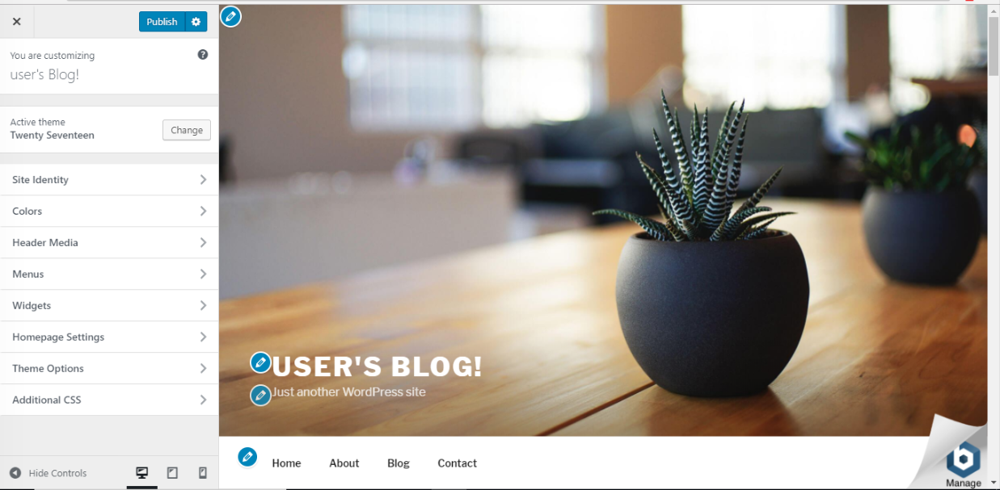 Publish
You are customizing
user's Blog!
Active theme
Twenty Seventeen
Change
Site Identity
Colors
Header Media
Menus
Widgets
Homepage Settings
Theme Options
Additional CSS
Hide Controls
USER'S BLOG!
Just another WordPress site
Home About Blog Contact
b
Manage